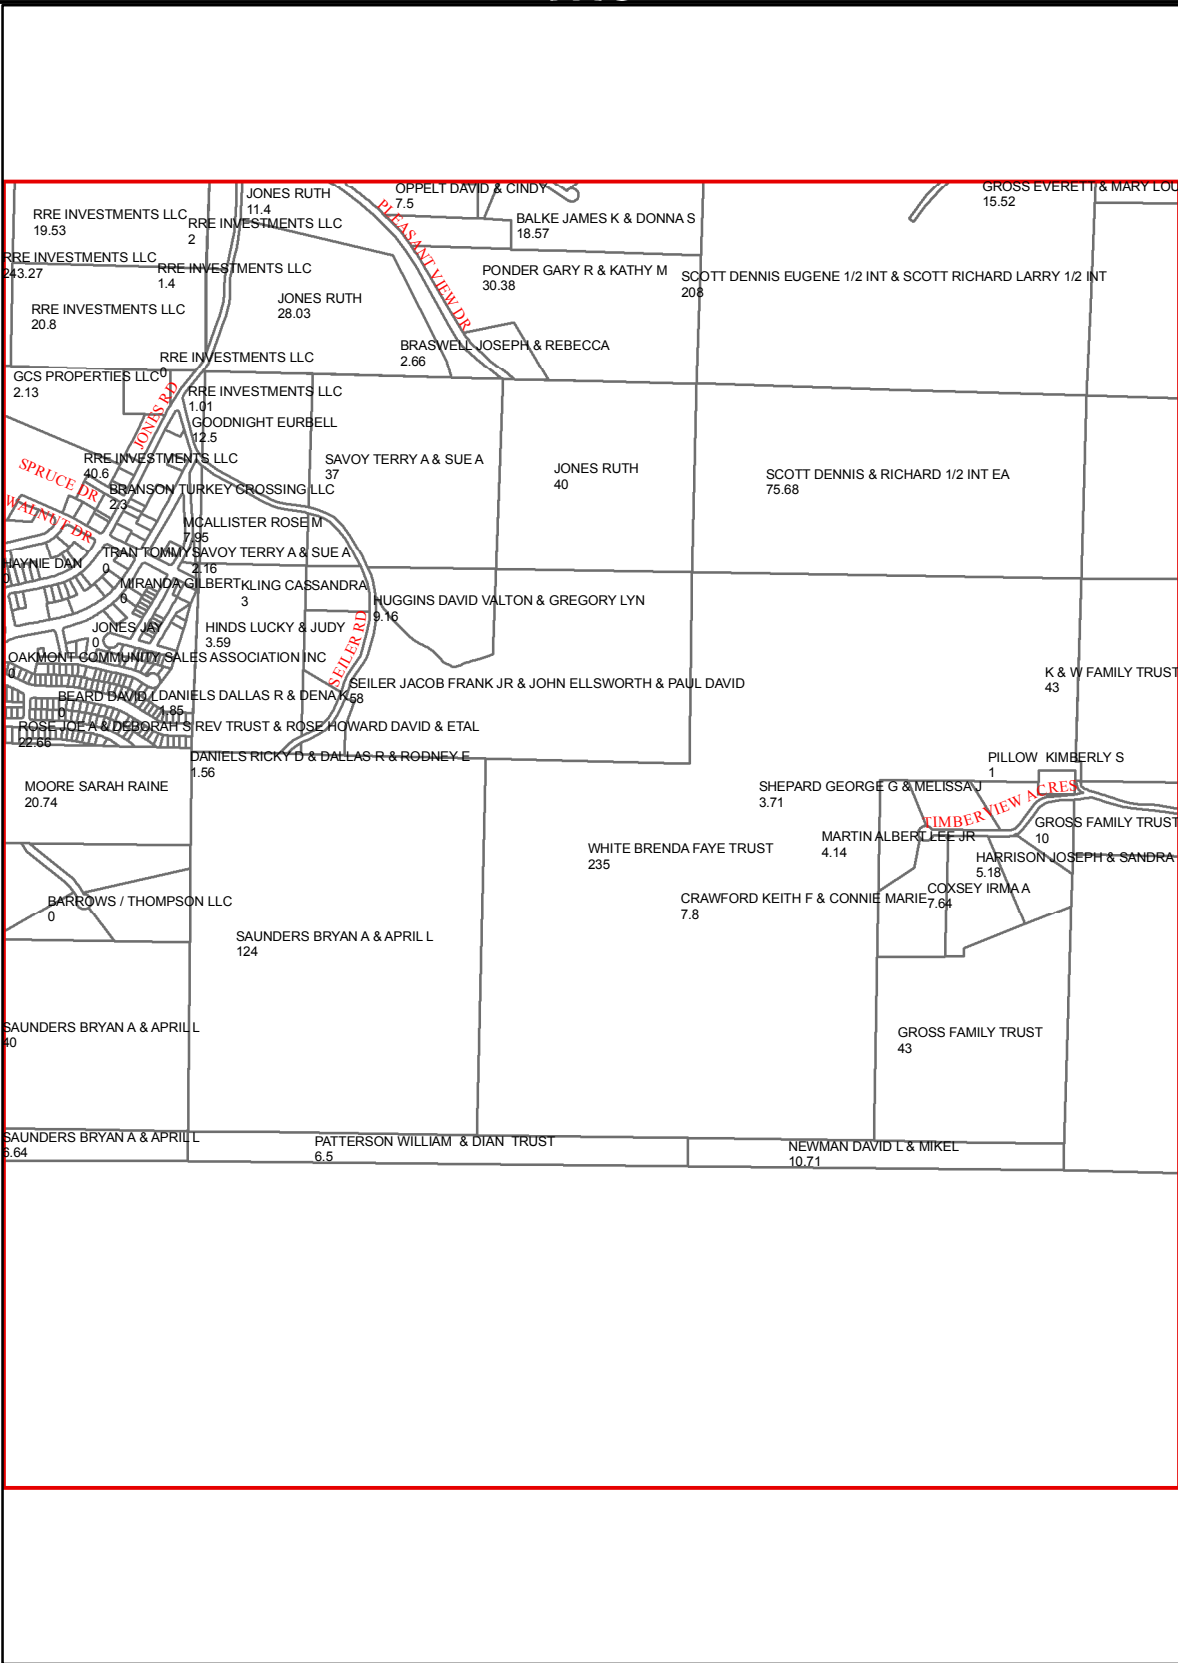 JONES RUTH
11.4
OPPELT DAVID & CINDY
7.5
GROSS EVERETT & MARY LOU
15.52
RRE INVESTMENTS LLC
19.53
RRE INVESTMENTS LLC
2
BALKE JAMES K & DONNA S
18.57
PLEASANT VIEW DR
RRE INVESTMENTS LLC
243.27
RRE INVESTMENTS LLC
1.4
PONDER GARY R & KATHY M
30.38
SCOTT DENNIS EUGENE 1/2 INT & SCOTT RICHARD LARRY 1/2 INT
208
RRE INVESTMENTS LLC
20.8
JONES RUTH
28.03
BRASWELL JOSEPH & REBECCA
2.66
RRE INVESTMENTS LLC
0
GCS PROPERTIES LLC
2.13
RRE INVESTMENTS LLC
1.01
JONES RD
GOODNIGHT EURBELL
12.5
RRE INVESTMENTS LLC
40.6
SAVOY TERRY A & SUE A
37
JONES RUTH
40
SCOTT DENNIS & RICHARD 1/2 INT EA
75.68
SPRUCE DR
BRANSON TURKEY CROSSING LLC
2.3
WALNUT DR
MCALLISTER ROSE M
7.95
HAYNIE DAN
0
TRAN TOMMY
0
SAVOY TERRY A & SUE A
2.16
MIRANDA GILBERT
0
KLING CASSANDRA
3
HUGGINS DAVID VALTON & GREGORY LYN
9.16
JONES JAY
0
HINDS LUCKY & JUDY
3.59
SEILER RD
OAKMONT COMMUNITY SALES ASSOCIATION INC
0
K & W FAMILY TRUST
43
SEILER JACOB FRANK JR & JOHN ELLSWORTH & PAUL DAVID
58
BEARD DAVID L
0
DANIELS DALLAS R & DENA K
1.85
ROSE JOE A & DEBORAH S REV TRUST & ROSE HOWARD DAVID & ETAL
22.66
DANIELS RICKY D & DALLAS R & RODNEY E
1.56
PILLOW KIMBERLY S
1
MOORE SARAH RAINE
20.74
SHEPARD GEORGE G & MELISSA J
3.71
TIMBERVIEW ACRES
GROSS FAMILY TRUST
10
MARTIN ALBERT LEE JR
4.14
WHITE BRENDA FAYE TRUST
235
HARRISON JOSEPH & SANDRA
5.18
COXSEY IRMA A
7.64
CRAWFORD KEITH F & CONNIE MARIE
7.8
BARROWS / THOMPSON LLC
0
SAUNDERS BRYAN A & APRIL L
124
SAUNDERS BRYAN A & APRIL L
40
GROSS FAMILY TRUST
43
SAUNDERS BRYAN A & APRIL L
6.64
PATTERSON WILLIAM & DIAN TRUST
6.5
NEWMAN DAVID L & MIKEL
10.71